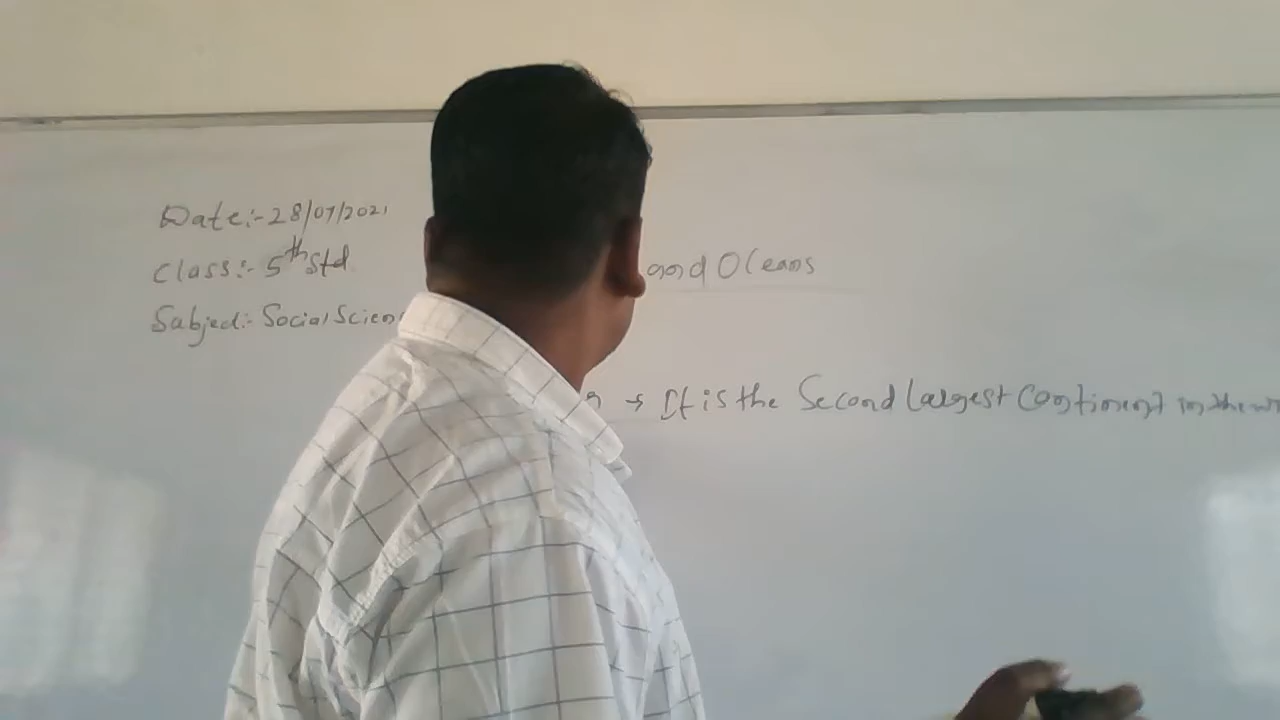 Date:- 28/07/2021
Class:- 5th Std
and Oceans
Subject:- Social Scien
→ It is the Second largest Continent in the w